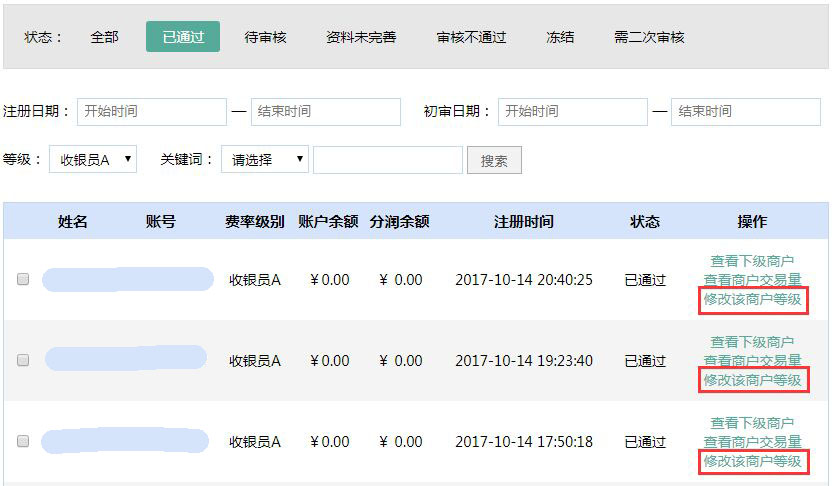 状态： 全部 已通过 待审核 资料未完善 审核不通过 冻结 需二次审核
注册日期： 开始时间 — 结束时间 初审日期： 开始时间 — 结束时间
等级： 收银员A 关键词： 请选择 搜索
姓名 账号 费率级别 账户余额 分润余额 注册时间 状态 操作
查看下级商户
收银员A ￥0.00 ￥ 0.00 2017-10-14 20:40:25 已通过 查看商户交易量
修改该商户等级
查看下级商户
收银员A ￥0.00 ￥ 0.00 2017-10-14 19:23:40 已通过 查看商户交易量
修改该商户等级
查看下级商户
收银员A ￥0.00 ￥ 0.00 2017-10-14 17:50:18 已通过 查看商户交易量
修改该商户等级